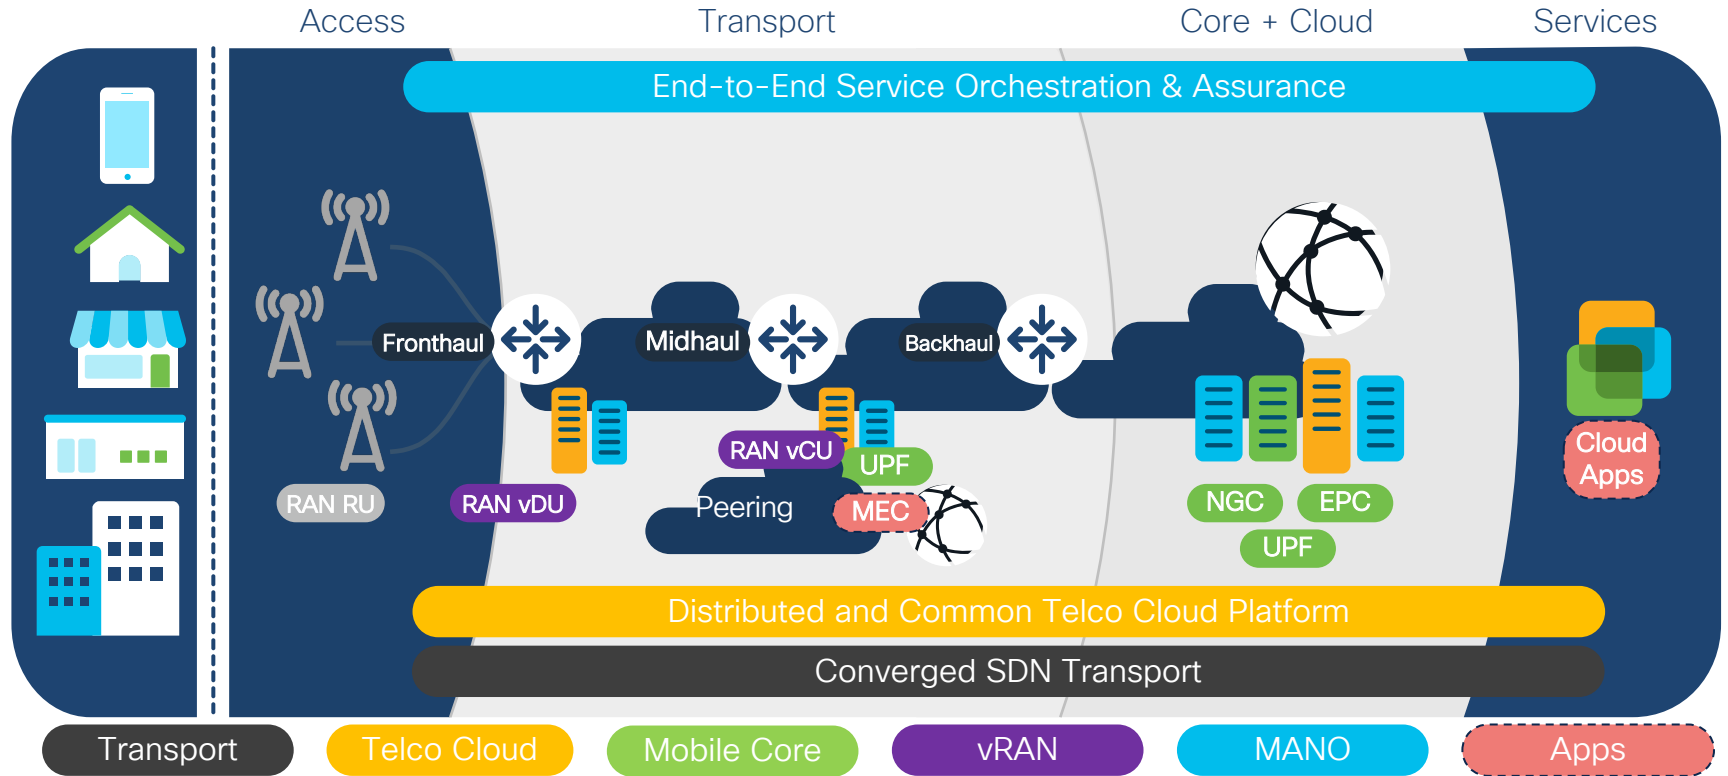 Access
Transport
Core + Cloud
Services
End-to-End Service Orchestration & Assurance
Fronthaul
Midhaul
Backhaul
RAN vCU
UPF
Cloud
Apps
RAN RU
RAN vDU
Peering
MEC
NGC
EPC
UPF
Distributed and Common Telco Cloud Platform
Converged SDN Transport
Transport
Telco Cloud
Mobile Core
vRAN
MANO
Apps